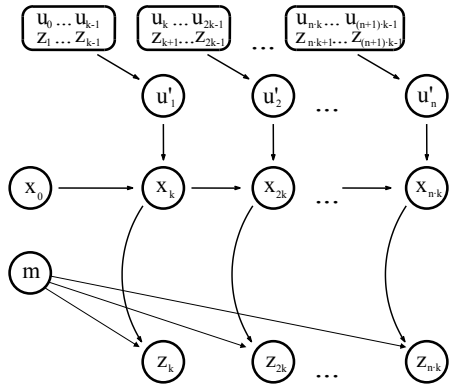 u₀ ... uₖ₋₁ uₖ ... u₂ₖ₋₁ uₙ.ₖ ... u₍ₙ₊₁₎.ₖ₋₁
z₁ ... zₖ₋₁ zₖ₊₁ ... z₂ₖ₋₁ ... zₙ.ₖ₊₁ ... z₍ₙ₊₁₎.ₖ₋₁
u'₁ u'₂ ... u'ₙ
x₀ xₖ x₂ₖ ... xₙ.ₖ
m
zₖ z₂ₖ ... zₙ.ₖ